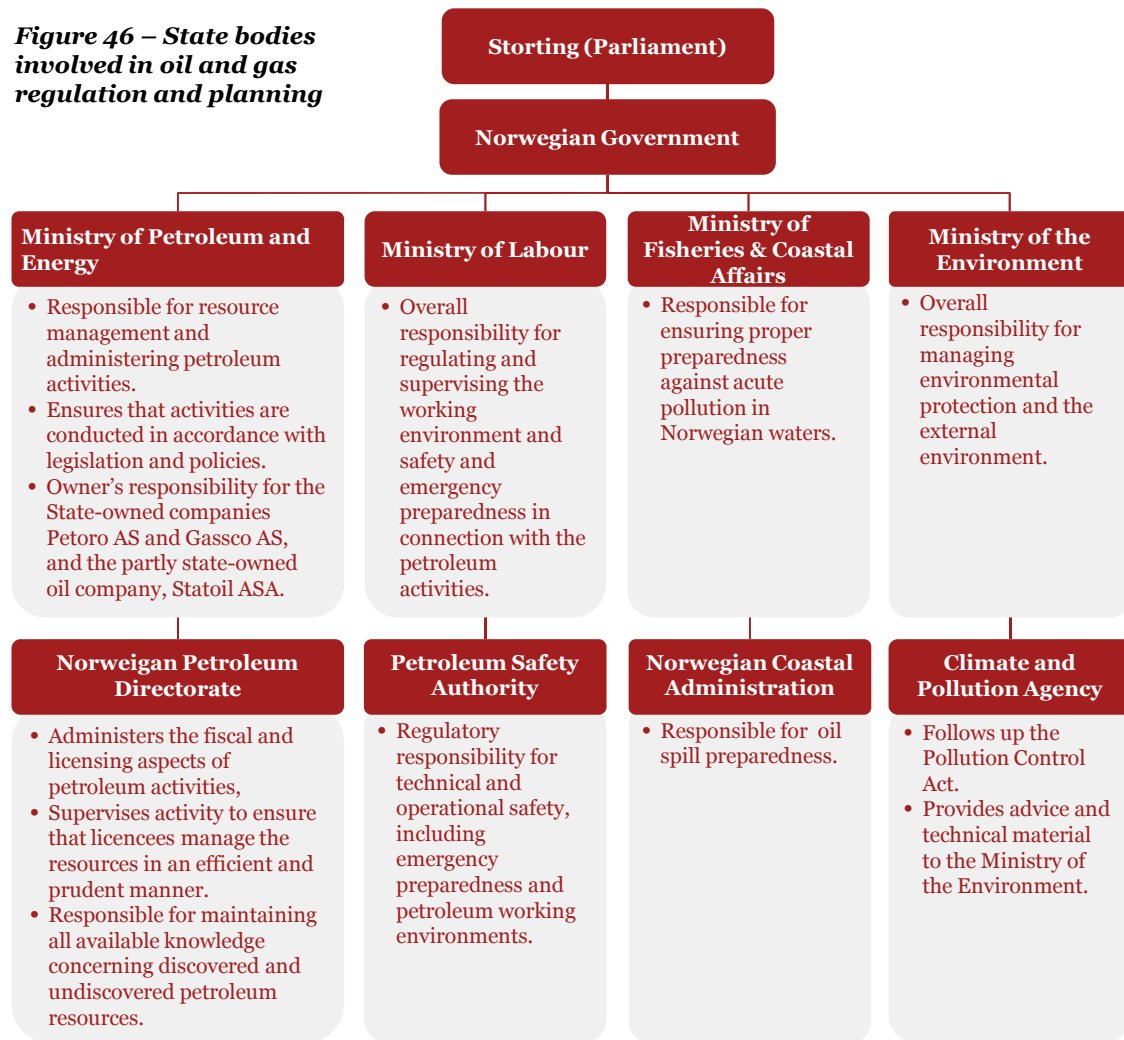 Figure 46 – State bodies
involved in oil and gas
regulation and planning
Storting (Parliament)
Norwegian Government
Ministry of Petroleum and
Energy
• Responsible for resource
management and
administering petroleum
activities.
• Ensures that activities are
conducted in accordance with
legislation and policies.
• Owner’s responsibility for the
State-owned companies
Petoro AS and Gassco AS,
and the partly state-owned
oil company, Statoil ASA.
Ministry of Labour
• Overall
responsibility for
regulating and
supervising the
working
environment and
safety and
emergency
preparedness in
connection with the
petroleum
activities.
Ministry of
Fisheries & Coastal
Affairs
• Responsible for
ensuring proper
preparedness
against acute
pollution in
Norwegian waters.
Ministry of the
Environment
• Overall
responsibility for
managing
environmental
protection and the
external
environment.
Norweigan Petroleum
Directorate
• Administers the fiscal and
licensing aspects of
petroleum activities,
• Supervises activity to ensure
that licencees manage the
resources in an efficient and
prudent manner.
• Responsible for maintaining
all available knowledge
concerning discovered and
undiscovered petroleum
resources.
Petroleum Safety
Authority
• Regulatory
responsibility for
technical and
operational safety,
including
emergency
preparedness and
petroleum working
environments.
Norwegian Coastal
Administration
• Responsible for oil
spill preparedness.
Climate and
Pollution Agency
• Follows up the
Pollution Control
Act.
• Provides advice and
technical material
to the Ministry of
the Environment.